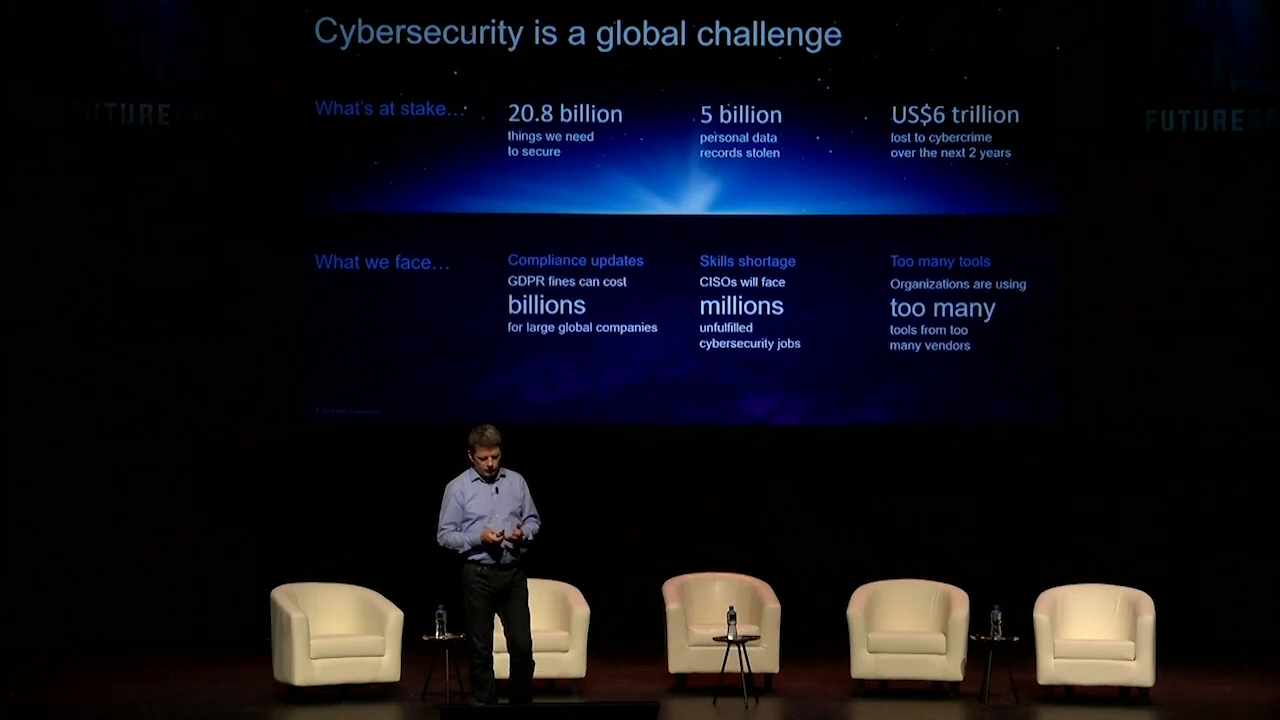 Cybersecurity is a global challenge
What's at stake...
20.8 billion
things we need
to secure
5 billion
personal data
records stolen
US$6 trillion
lost to cybercrime
over the next 2 years
FUTURE
FUTURE
What we face...
Compliance updates
GDPR fines can cost
billions
for large global companies
Skills shortage
CISOs will face
millions
unfulfilled
cybersecurity jobs
Too many tools
Organizations are using
too many
tools from too
many vendors